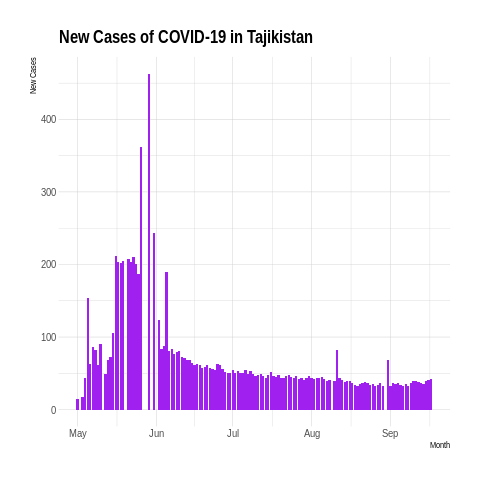 New Cases of COVID-19 in Tajikistan
New Cases
400
300
200
100
0
May Jun Jul Aug Sep
Month